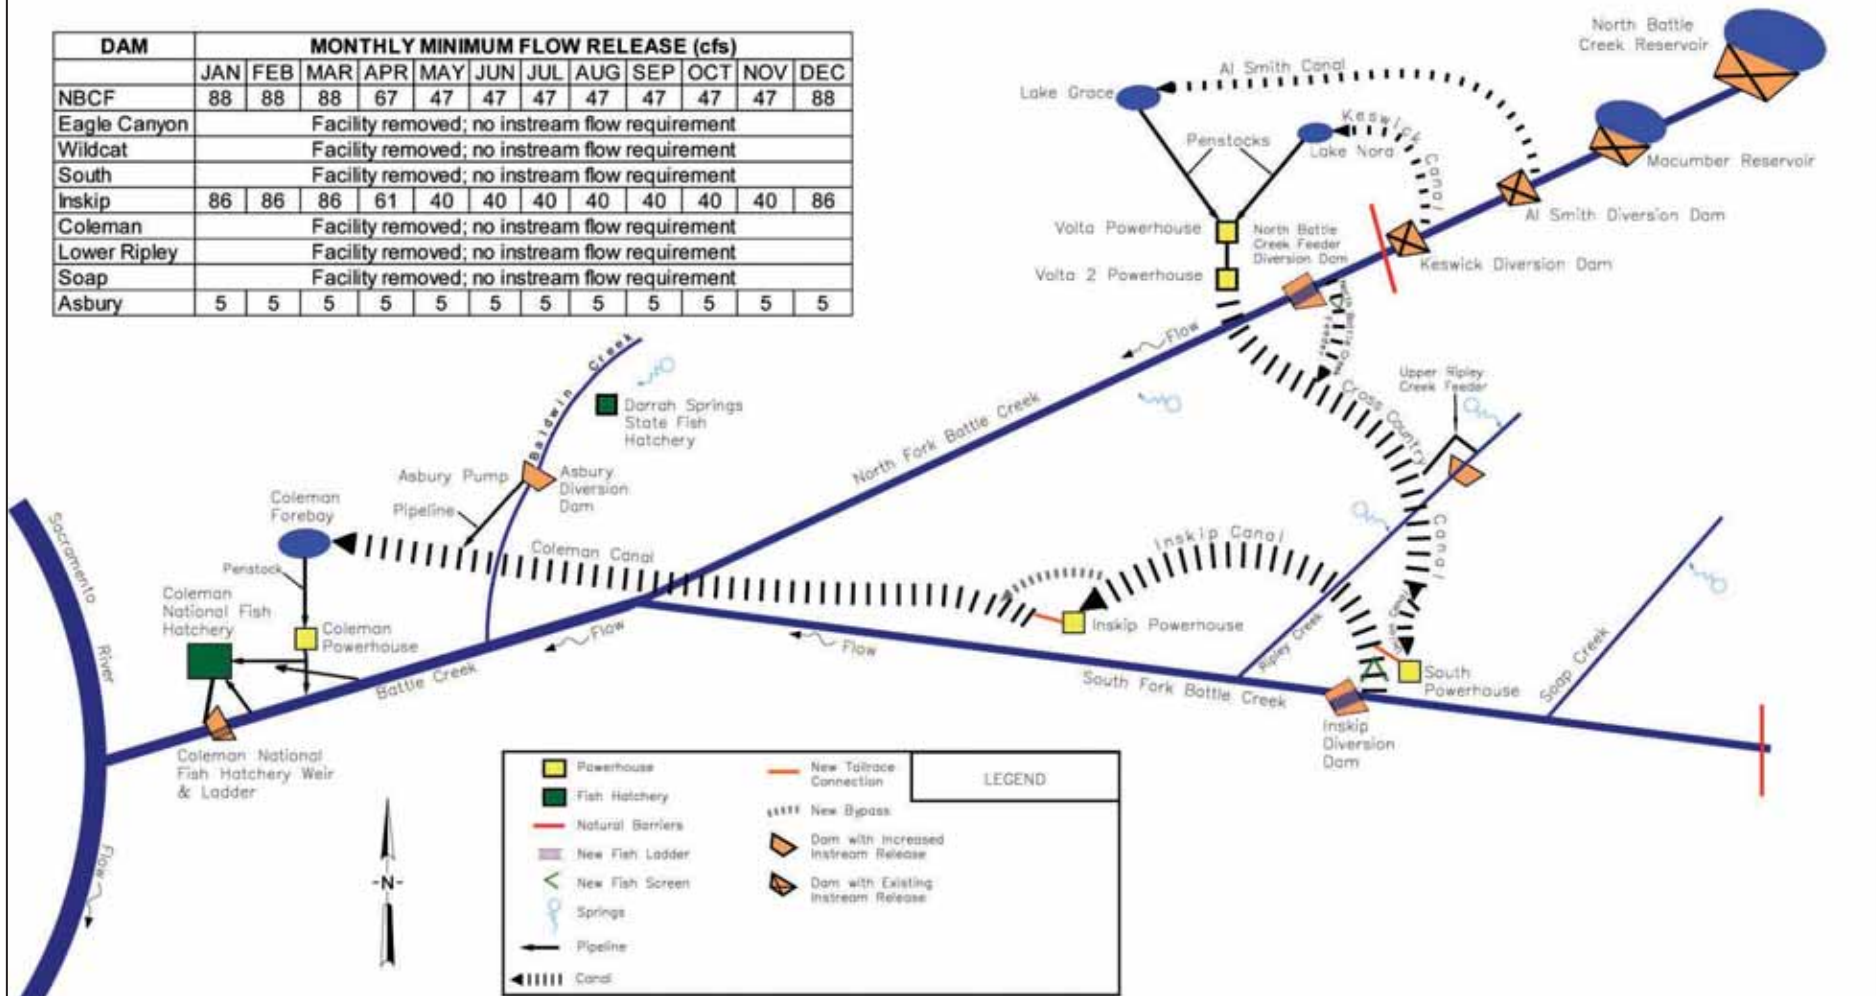 DAM MONTHLY MINIMUM FLOW RELEASE (cfs)
JAN FEB MAR APR MAY JUN JUL AUG SEP OCT NOV DEC
NBCF 88 88 88 67 47 47 47 47 47 47 47 88
Eagle Canyon Facility removed; no instream flow requirement
Wildcat Facility removed; no instream flow requirement
South Facility removed; no instream flow requirement
Inskip 86 86 86 61 40 40 40 40 40 40 40 86
Coleman Facility removed; no instream flow requirement
Lower Ripley Facility removed; no instream flow requirement
Soap Facility removed; no instream flow requirement
Asbury 5 5 5 5 5 5 5 5 5 5 5 5
North Battle
Creek Reservoir
Al Smith Canal
Lake Grace
Keswick
Canal
Penstocks
Lake Nora
Macumber Reservoir
Al Smith Diversion Dam
Volta Powerhouse
North Battle
Creek Feeder
Diversion Dam
Keswick Diversion Dam
Volta 2 Powerhouse
North Battle Creek
Feeder
Flow
Upper Ripley
Creek Feeder
Cross Country
Canal
North Fork Battle Creek
Baldwin Creek
Darrah Springs
State Fish
Hatchery
Asbury Pump
Asbury
Diversion
Dam
Pipeline
Coleman
Forebay
Coleman Canal
Inskip Canal
Sacramento
River
Flow
Penstock
Coleman
National Fish
Hatchery
Coleman
Powerhouse
Flow
Battle Creek
Flow
Inskip Powerhouse
Ripley Creek
South Fork Battle Creek
South
Powerhouse
Soap Creek
Inskip
Diversion
Dam
Coleman National
Fish Hatchery Weir
& Ladder
-N-
LEGEND
Powerhouse
Fish Hatchery
Natural Barriers
New Fish Ladder
New Fish Screen
Springs
Pipeline
Canal
New Tailrace
Connection
New Bypass
Dam with Increased
Instream Release
Dam with Existing
Instream Release